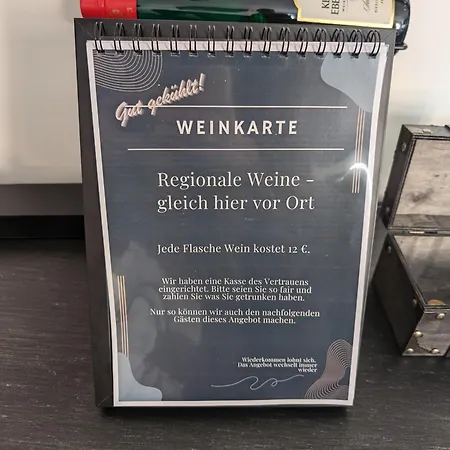 Gut gekühlt!
WEINKARTE
Regionale Weine -
gleich hier vor Ort
Jede Flasche Wein kostet 12 €.
Wir haben eine Kasse des Vertrauens
eingerichtet. Bitte seien Sie so fair und
zahlen Sie was Sie getrunken haben.
Nur so können wir auch den nachfolgenden
Gästen dieses Angebot machen.
Wiederkommen lohnt sich.
Das Angebot wechselt immer
wieder